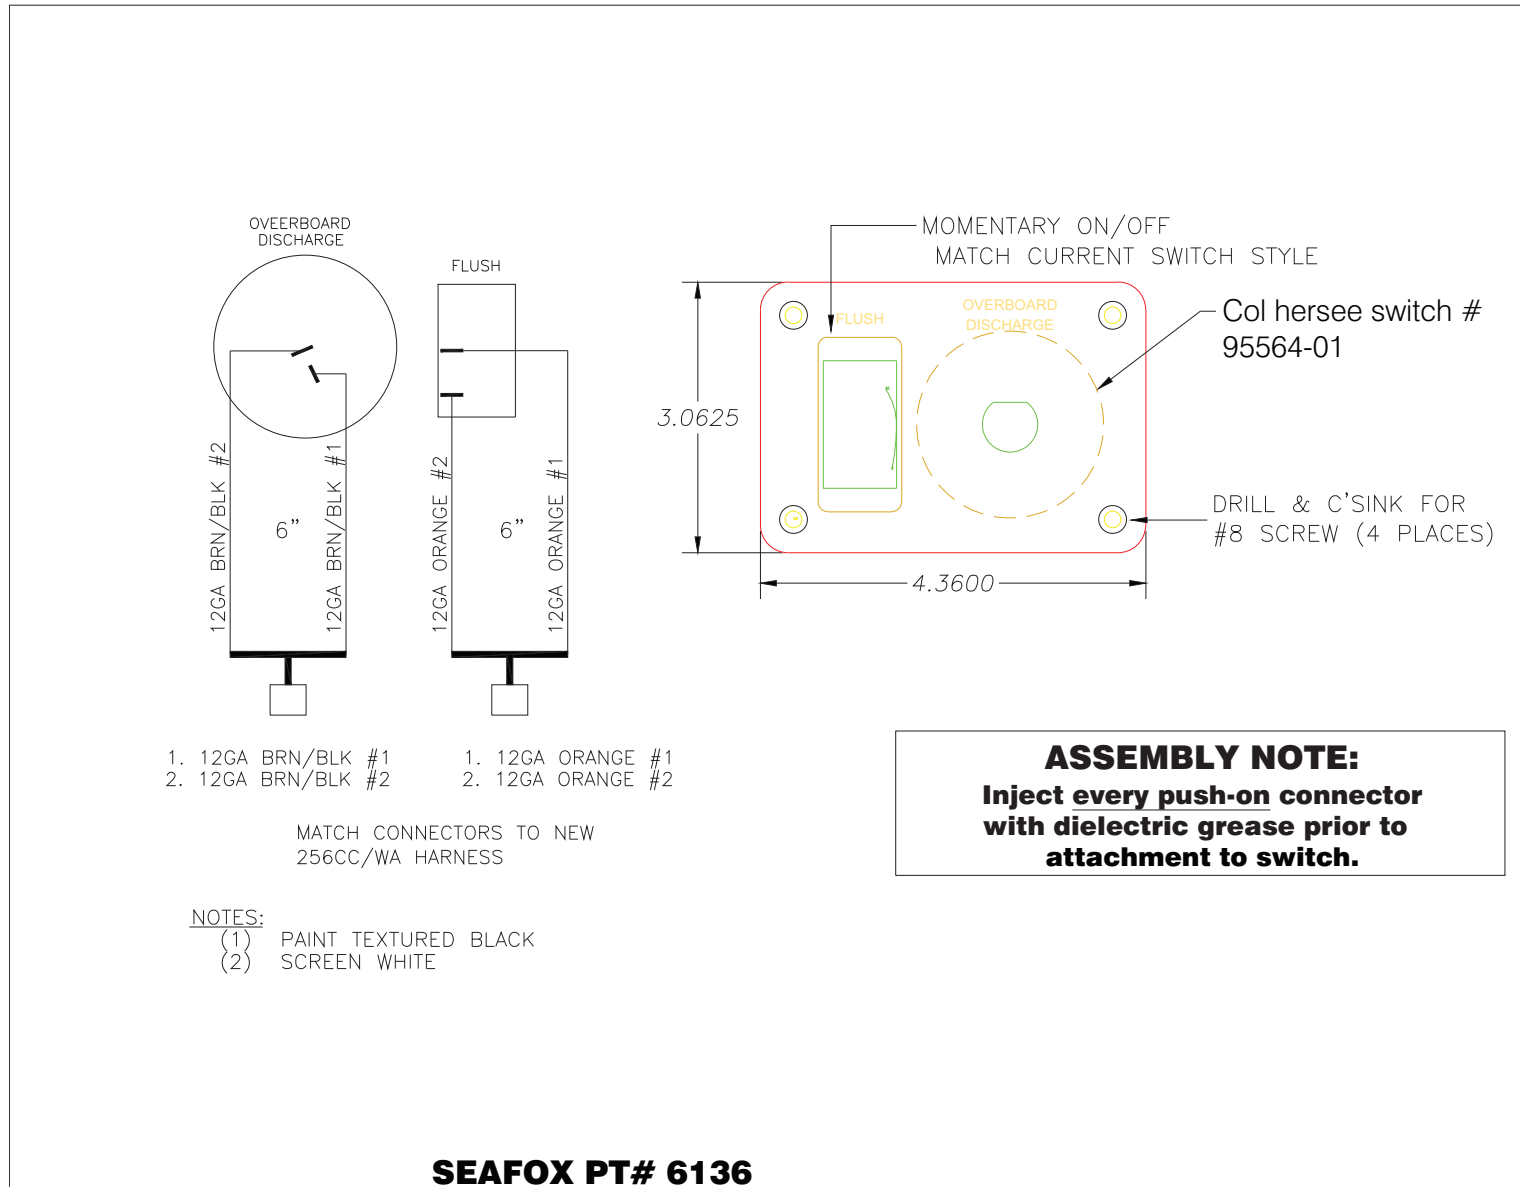 OVEERBOARD
DISCHARGE
FLUSH
12GA BRN/BLK #2
6”
12GA BRN/BLK #1
12GA ORANGE #2
6”
12GA ORANGE #1
1. 12GA BRN/BLK #1
2. 12GA BRN/BLK #2
1. 12GA ORANGE #1
2. 12GA ORANGE #2
MATCH CONNECTORS TO NEW
256CC/WA HARNESS
NOTES:
(1) PAINT TEXTURED BLACK
(2) SCREEN WHITE
MOMENTARY ON/OFF
MATCH CURRENT SWITCH STYLE
FLUSH
OVERBOARD
DISCHARGE
Col hersee switch #
95564-01
3.0625
4.3600
DRILL & C'SINK FOR
#8 SCREW (4 PLACES)
ASSEMBLY NOTE:
Inject every push-on connector
with dielectric grease prior to
attachment to switch.
SEAFOX PT# 6136